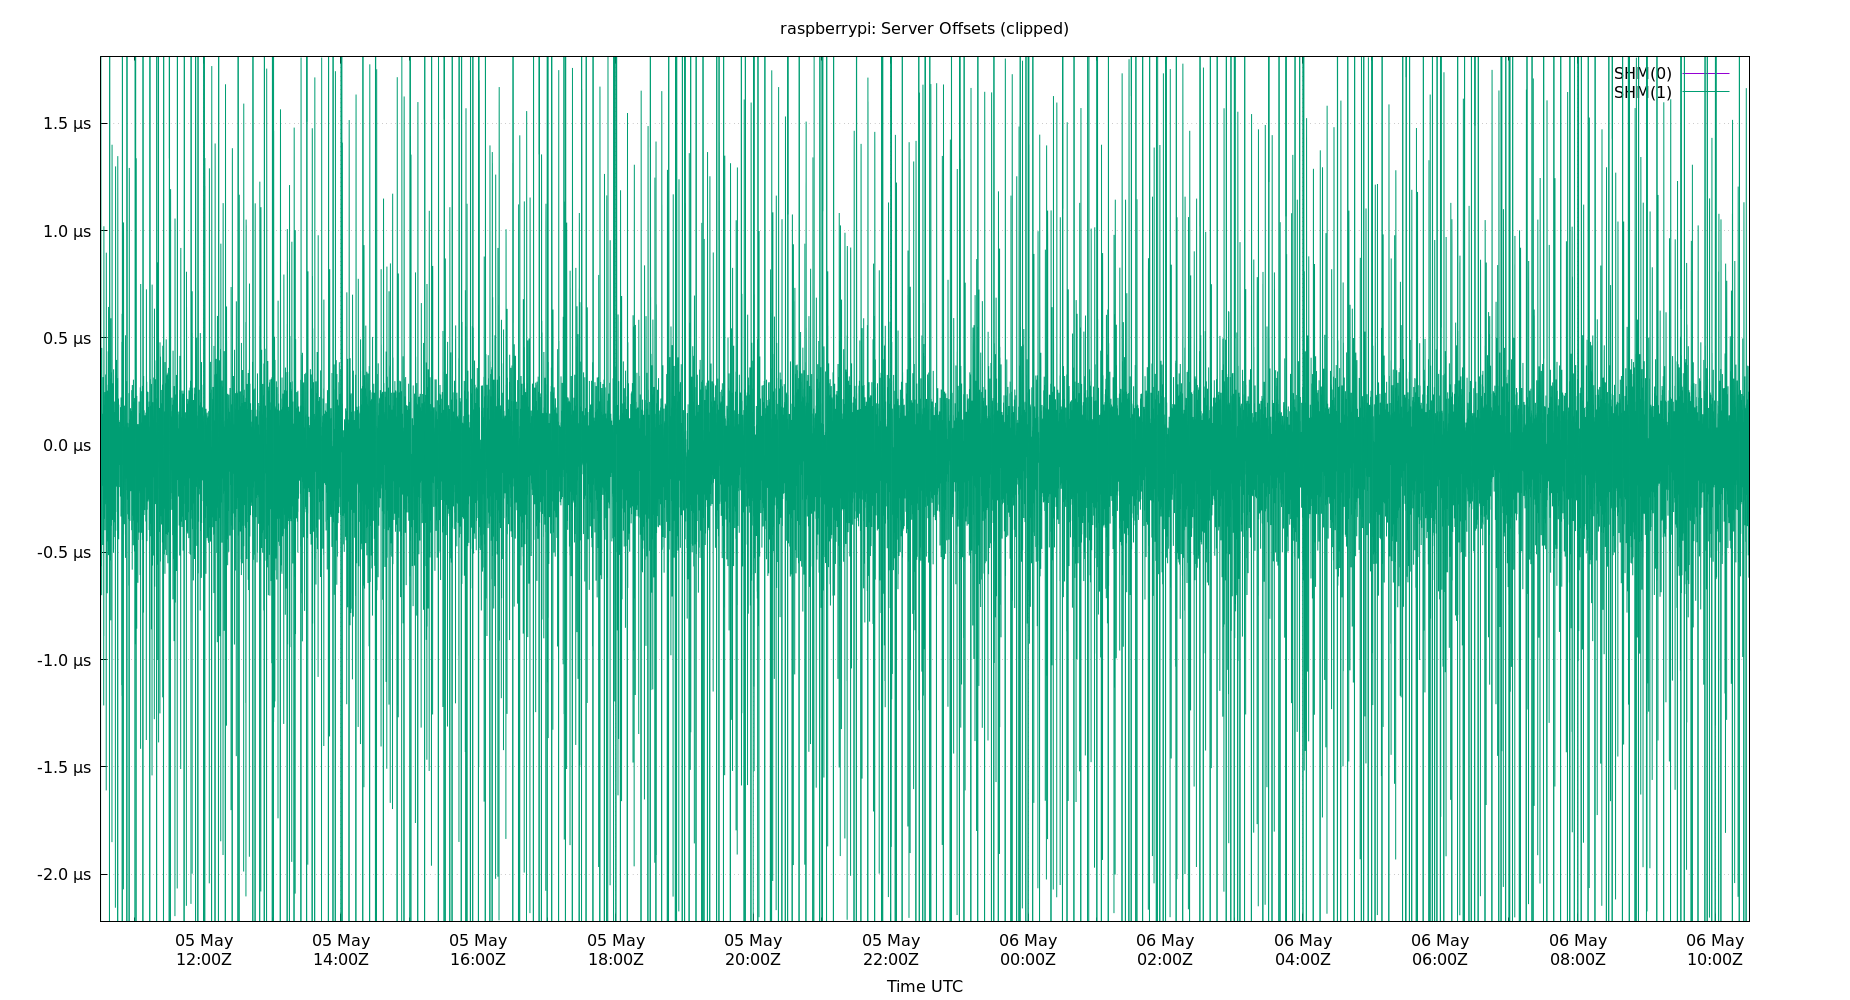 raspberrypi: Server Offsets (clipped)
SHM(0)
SHM(1)
1.5 µs
1.0 µs
0.5 µs
0.0 µs
-0.5 µs
-1.0 µs
-1.5 µs
-2.0 µs
05 May 05 May 05 May 05 May 05 May 05 May 06 May 06 May 06 May 06 May 06 May 06 May
12:00Z 14:00Z 16:00Z 18:00Z 20:00Z 22:00Z 00:00Z 02:00Z 04:00Z 06:00Z 08:00Z 10:00Z
Time UTC